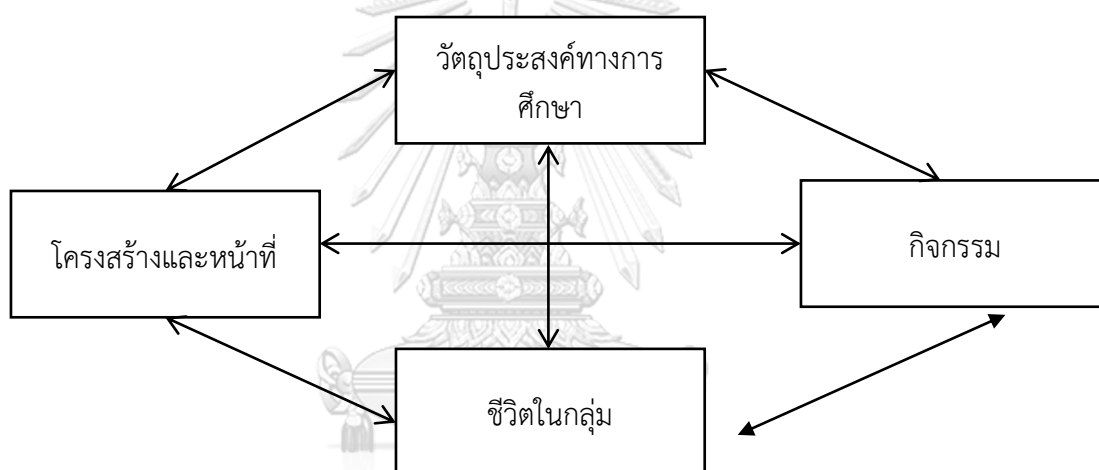 วัตถุประสงค์ทางการ
ศึกษา
โครงสร้างและหน้าที่
กิจกรรม
ชีวิตในกลุ่ม